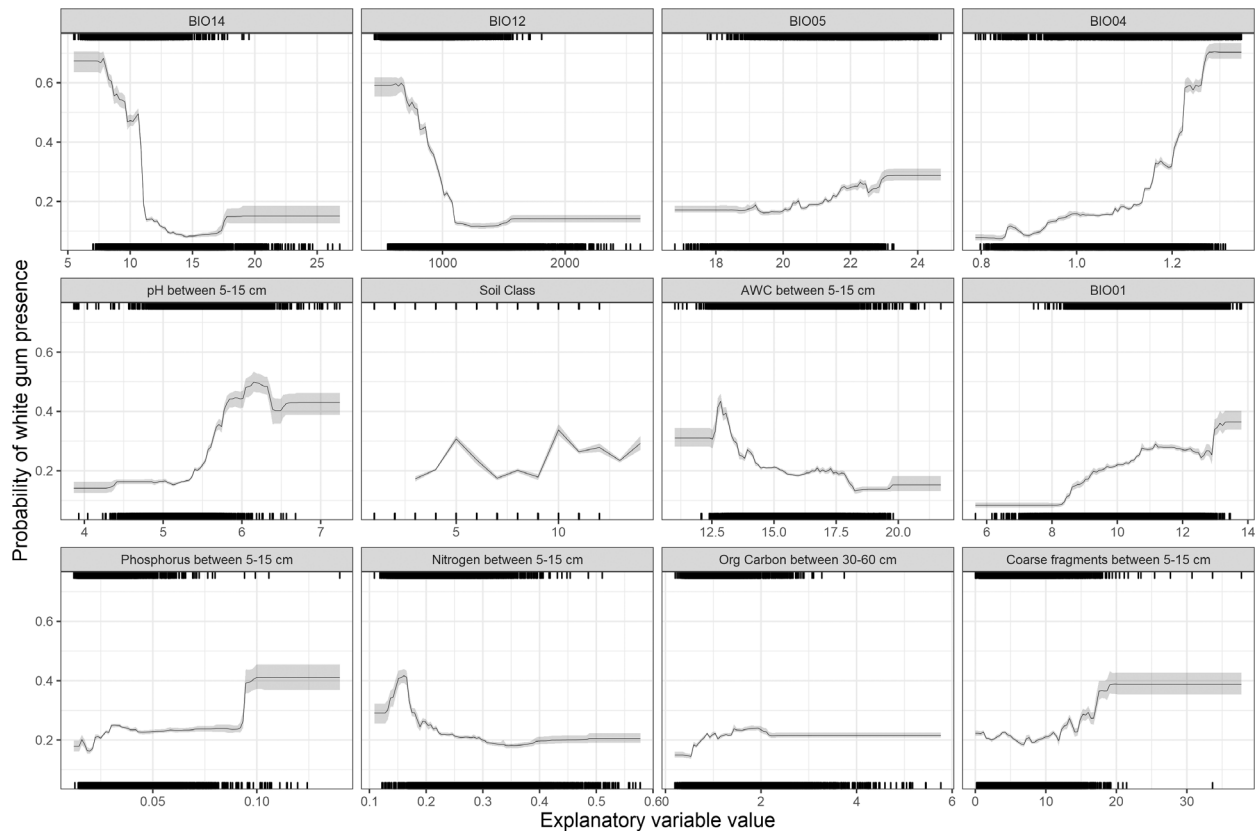 BIO14 BIO12 BIO05 BIO04
0.6
0.4
0.2
5 10 15 20 25 1000 2000 18 20 22 24 0.8 1.0 1.2
pH between 5-15 cm Soil Class AWC between 5-15 cm BIO01
0.6
0.4
0.2
4 5 6 7 5 10 12.5 15.0 17.5 20.0 6 8 10 12 14
Phosphorus between 5-15 cm Nitrogen between 5-15 cm Org Carbon between 30-60 cm Coarse fragments between 5-15 cm
0.6
0.4
0.2
0.05 0.10 0.1 0.2 0.3 0.4 0.5 0.6 0 2 4 6 0 10 20 30
Probability of white gum presence
Explanatory variable value